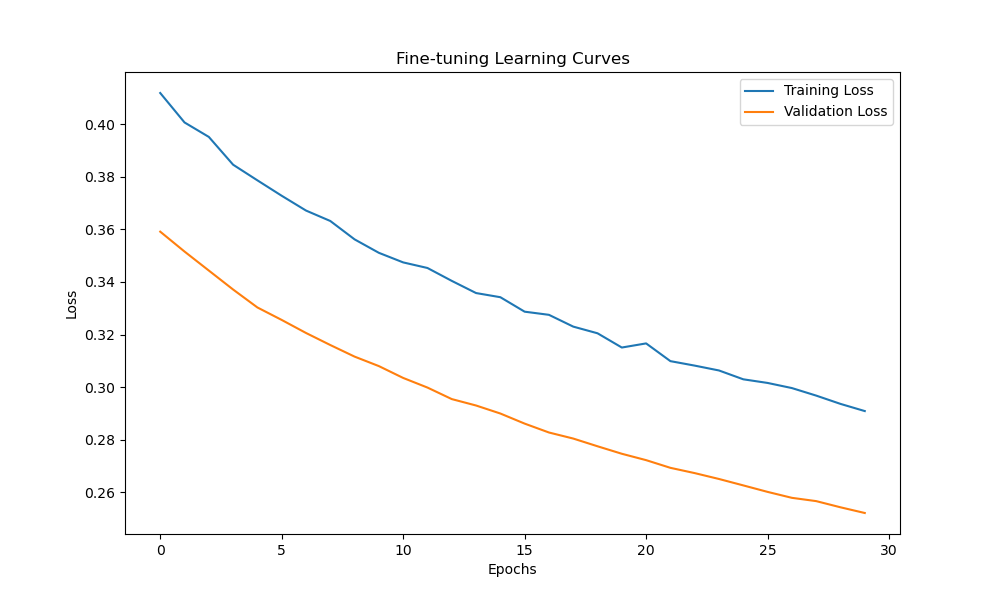 Fine-tuning Learning Curves
Training Loss
Validation Loss
0.40
0.38
0.36
0.34
0.32
0.30
0.28
0.26
Loss
0 5 10 15 20 25 30
Epochs